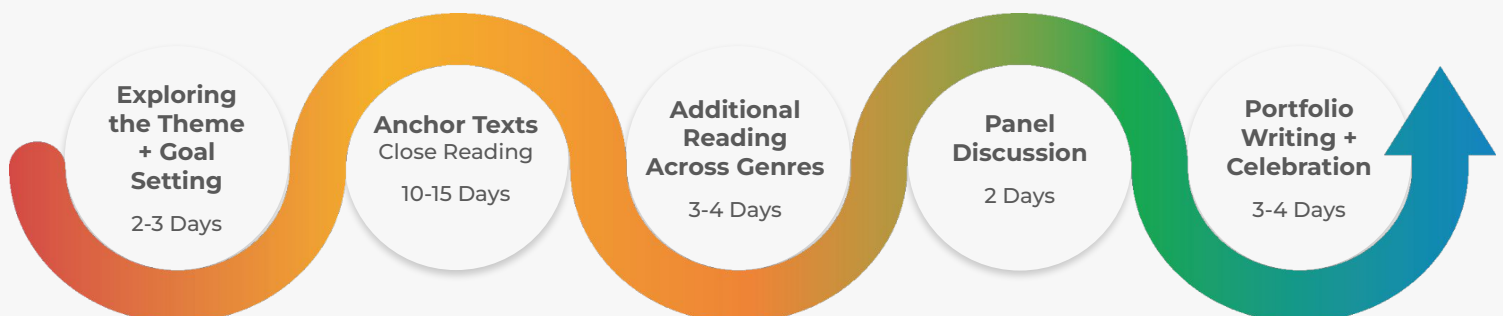 Exploring
the Theme
+ Goal
Setting
2-3 Days
Anchor Texts
Close Reading
10-15 Days
Additional
Reading
Across Genres
3-4 Days
Panel
Discussion
2 Days
Portfolio
Writing +
Celebration
3-4 Days